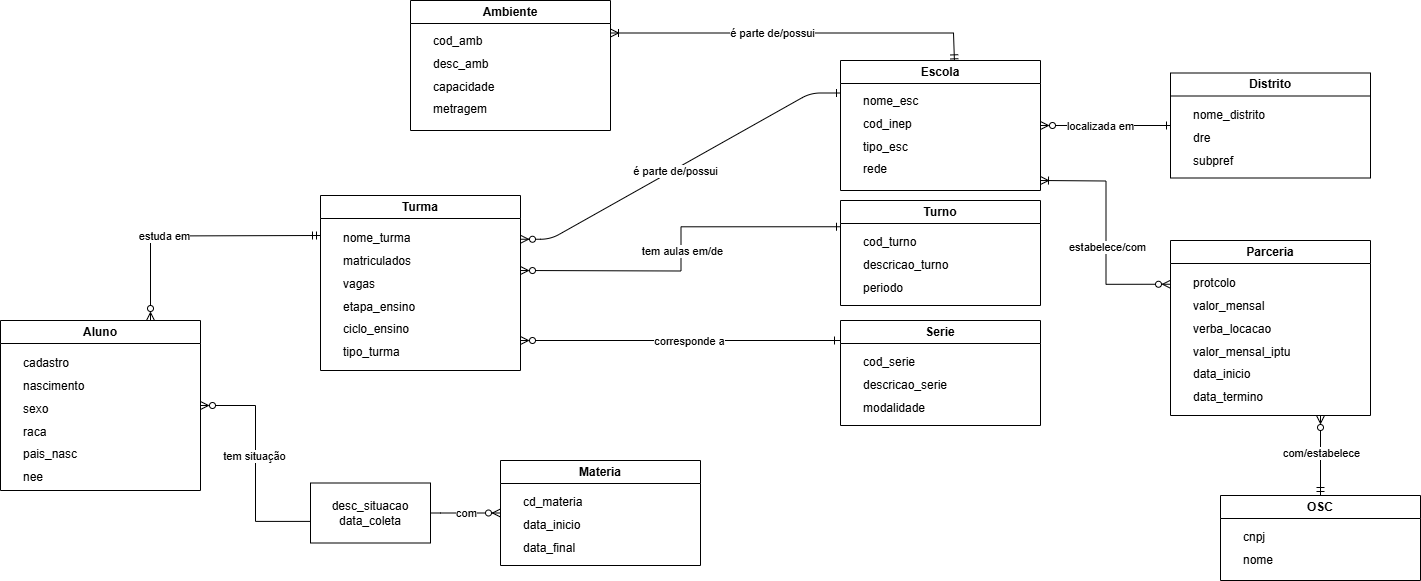 Ambiente
cod_amb
desc_amb
capacidade
metragem
é parte de/possui
Escola
nome_esc
cod_inep
tipo_esc
rede
localizada em
Distrito
nome_distrito
dre
subpref
é parte de/possui
Turma
nome_turma
matriculados
vagas
etapa_ensino
ciclo_ensino
tipo_turma
estuda em
tem aulas em/de
Turno
cod_turno
descricao_turno
periodo
estabelece/com
Parceria
protcolo
valor_mensal
verba_locacao
valor_mensal_iptu
data_inicio
data_termino
corresponde a
Serie
cod_serie
descricao_serie
modalidade
Aluno
cadastro
nascimento
sexo
raca
pais_nasc
nee
tem situação
desc_situacao
data_coleta
com
Materia
cd_materia
data_inicio
data_final
com/estabelece
OSC
cnpj
nome